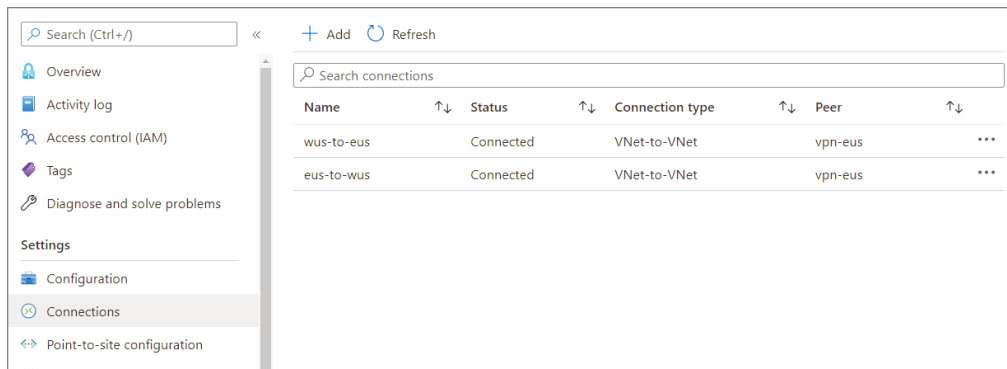 Search (Ctrl+/) «
Overview
Activity log
Access control (IAM)
Tags
Diagnose and solve problems
Settings
Configuration
Connections
Point-to-site configuration
Add Refresh
Search connections
Name Status Connection type Peer
wus-to-eus Connected VNet-to-VNet vpn-eus ...
eus-to-wus Connected VNet-to-VNet vpn-eus ...